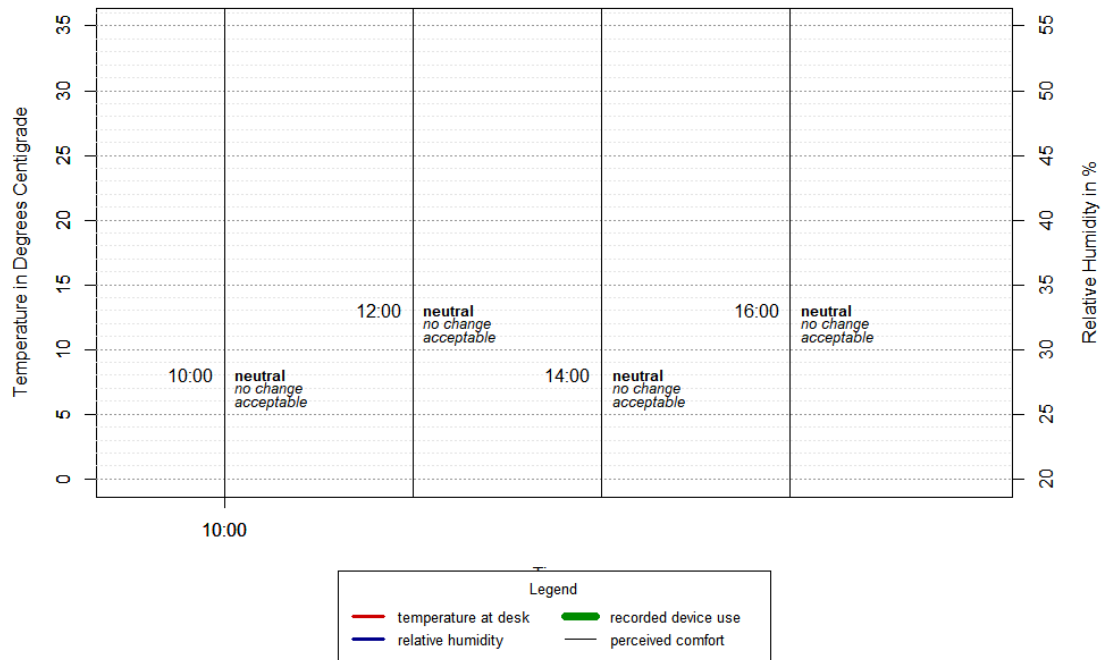 Temperature in Degrees Centigrade
35
30
25
20
15
10
5
0
55
50
45
40
35
30
25
20
Relative Humidity in %
12:00 neutral
no change
acceptable
16:00 neutral
no change
acceptable
10:00 neutral
no change
acceptable
14:00 neutral
no change
acceptable
10:00
Legend
temperature at desk
recorded device use
relative humidity
perceived comfort